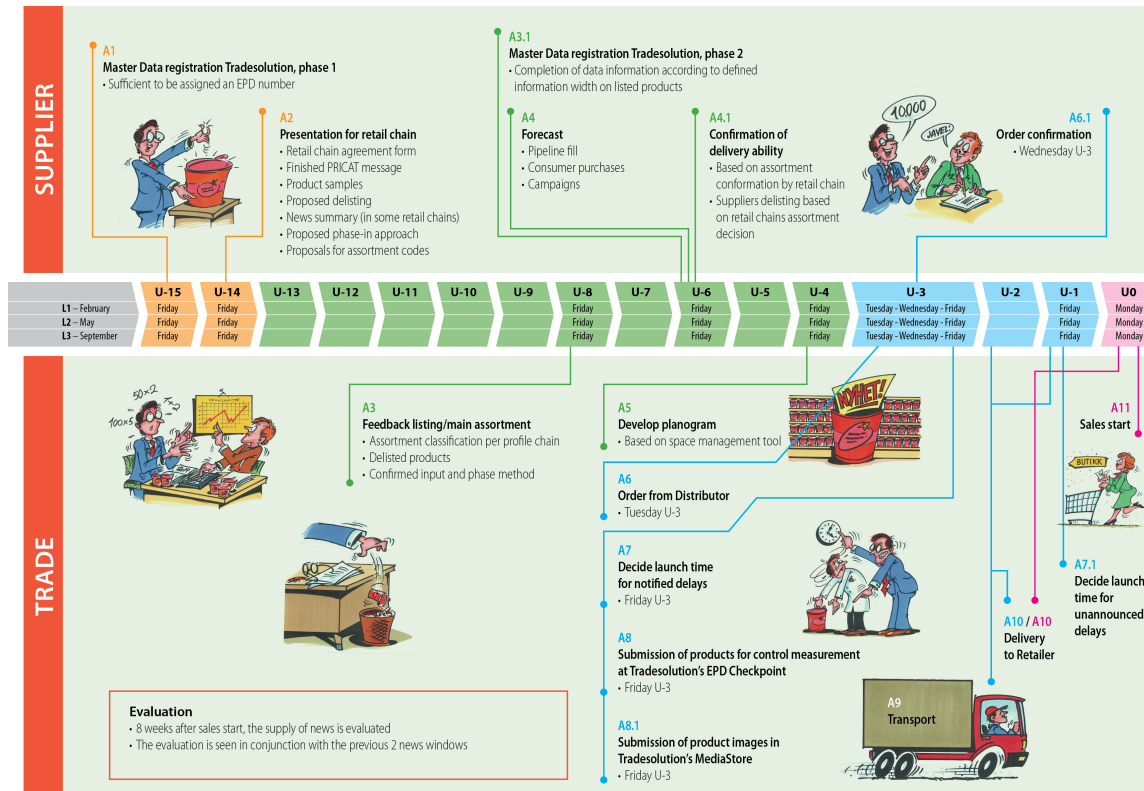 SUPPLIER
A1
Master Data registration Tradesolution, phase 1
• Sufficient to be assigned an EPD number
A2
Presentation for retail chain
• Retail chain agreement form
• Finished PRICAT message
• Product samples
• Proposed delisting
• News summary (in some retail chains)
• Proposed phase-in approach
• Proposals for assortment codes
A3.1
Master Data registration Tradesolution, phase 2
• Completion of data information according to defined
information width on listed products
A4
Forecast
• Pipeline fill
• Consumer purchases
• Campaigns
A4.1
Confirmation of
delivery ability
• Based on assortment
conformation by retail chain
• Suppliers delisting based
on retail chains assortment
decision
10,000
JAVEL!
A6.1
Order confirmation
• Wednesday U-3
U-15 U-14 U-13 U-12 U-11 U-10 U-9 U-8 U-7 U-6 U-5 U-4 U-3 U-2 U-1 U0
L1 – February Friday Friday Friday Friday Friday Tuesday - Wednesday - Friday Friday Monday
L2 – May Friday Friday Friday Friday Friday Tuesday - Wednesday - Friday Friday Monday
L3 – September Friday Friday Friday Friday Friday Tuesday - Wednesday - Friday Friday Monday
TRADE
50×2
100×5
7×2
A3
Feedback listing/main assortment
• Assortment classification per profile chain
• Delisted products
• Confirmed input and phase method
A5
Develop planogram
• Based on space management tool
NYHET!
A6
Order from Distributor
• Tuesday U-3
A7
Decide launch time
for notified delays
• Friday U-3
A8
Submission of products for control measurement
at Tradesolution's EPD Checkpoint
• Friday U-3
A8.1
Submission of product images in
Tradesolution's MediaStore
• Friday U-3
A11
Sales start
BUTIKK
A7.1
Decide launch
time for
unannounced
delays
A10 / A10
Delivery
to Retailer
A9
Transport
Evaluation
• 8 weeks after sales start, the supply of news is evaluated
• The evaluation is seen in conjunction with the previous 2 news windows